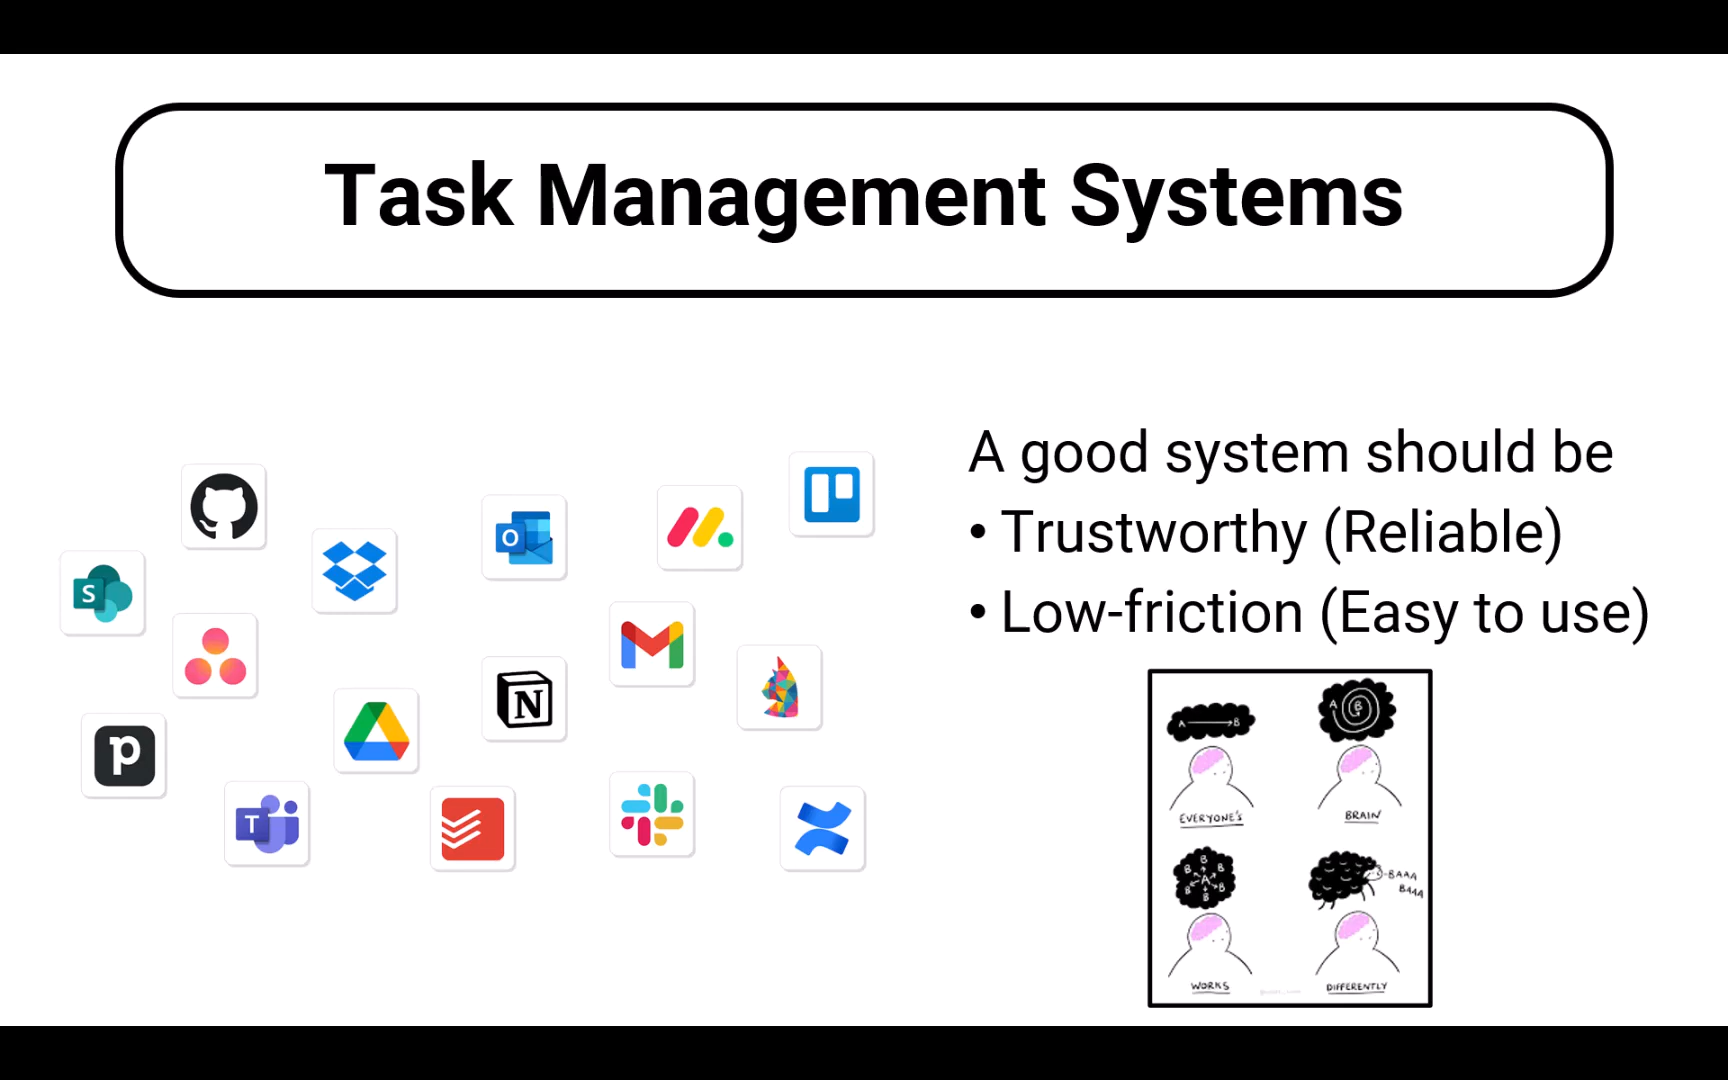 Task Management Systems
A good system should be
• Trustworthy (Reliable)
• Low-friction (Easy to use)
S
O
N
p
T
A B
A B
EVERYONE'S
BRAIN
B
B B
A
B B
B
BAAA
BAAA
WORKS
DIFFERENTLY